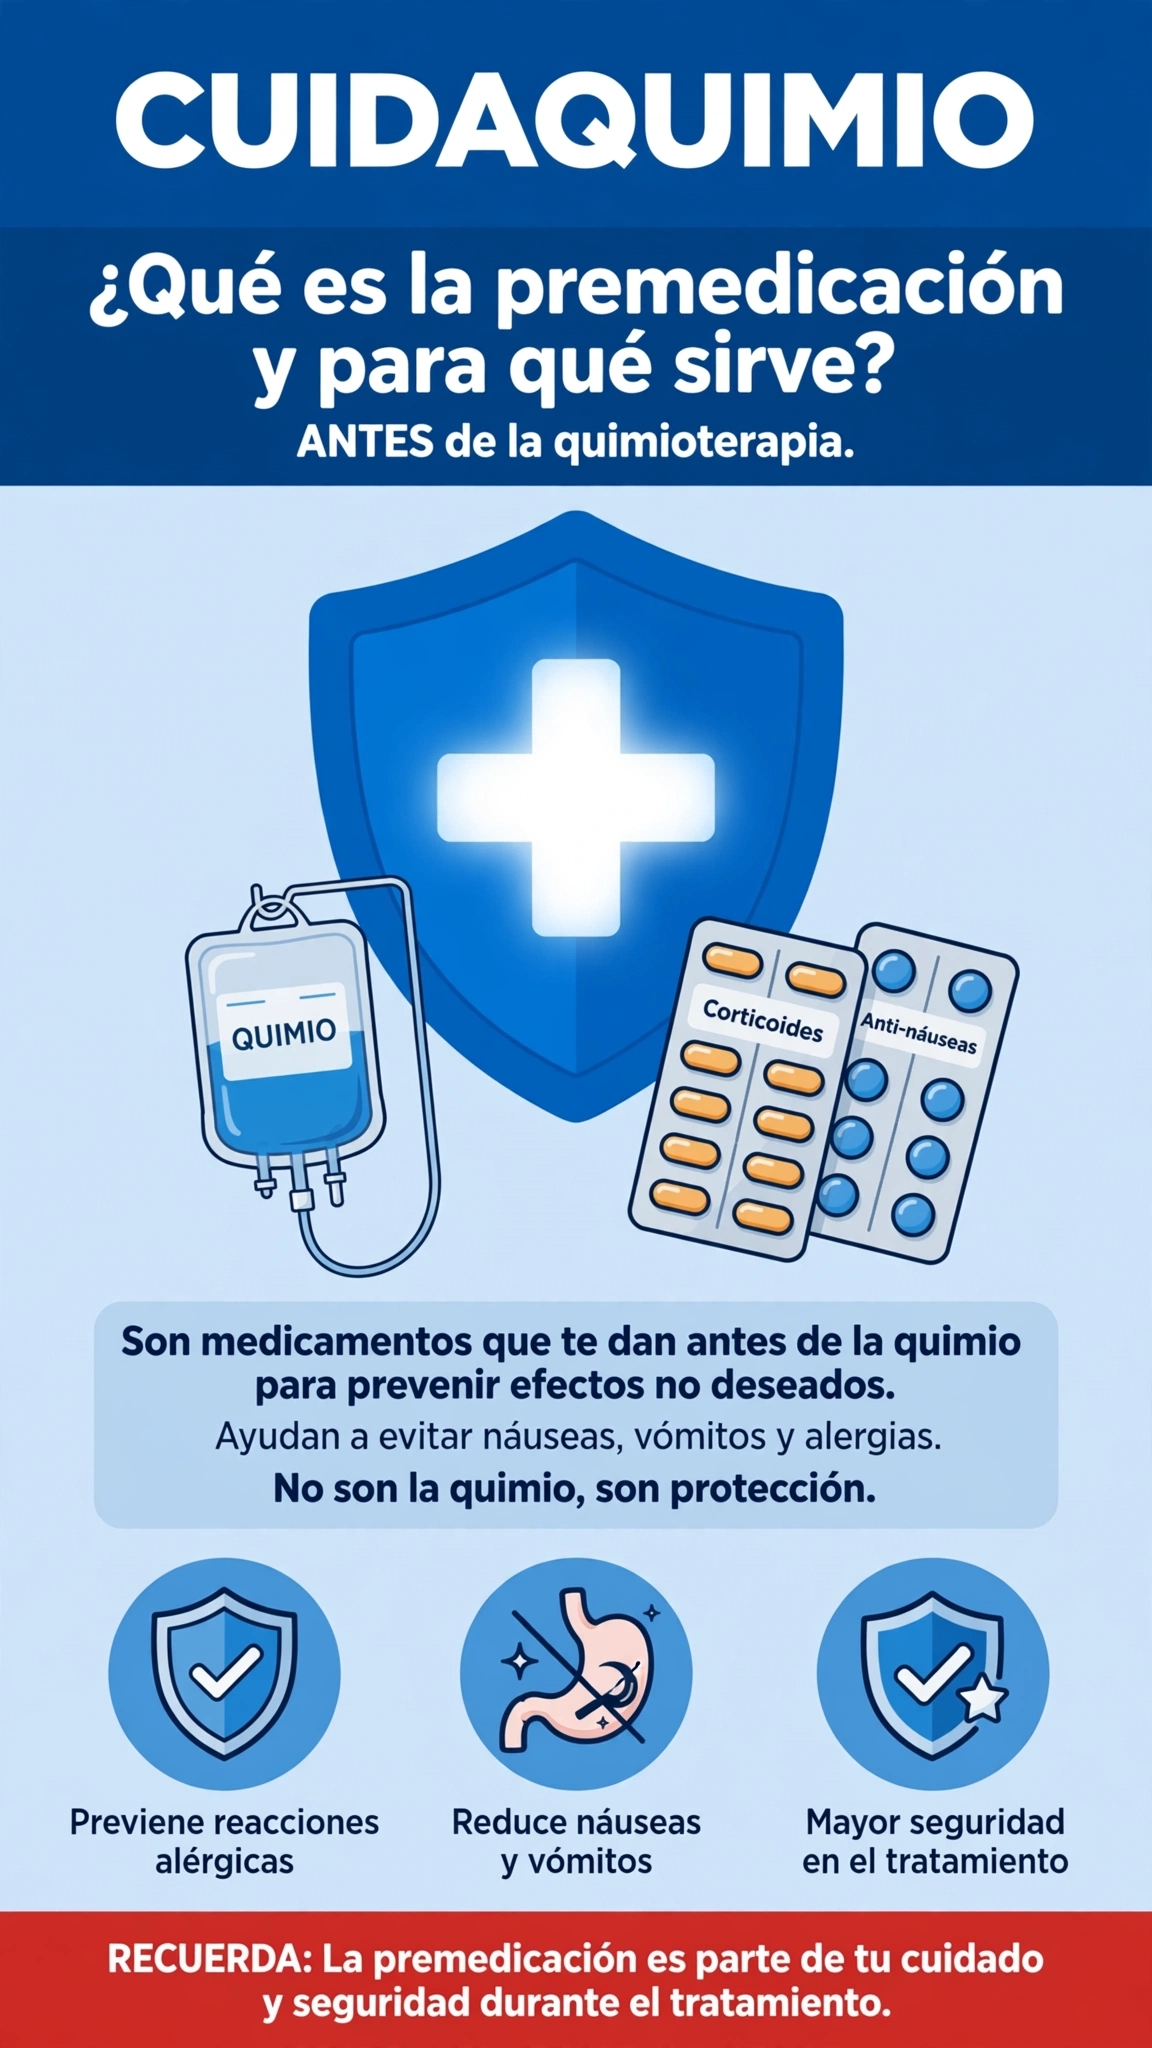 CUIDAQUIMIO
¿Qué es la premedicación
y para qué sirve?
ANTES de la quimioterapia.
QUIMIO
Corticoides
Anti-náuseas
Son medicamentos que te dan antes de la quimio
para prevenir efectos no deseados.
Ayudan a evitar náuseas, vómitos y alergias.
No son la quimio, son protección.
Previene reacciones
alérgicas
Reduce náuseas
y vómitos
Mayor seguridad
en el tratamiento
RECUERDA: La premedicación es parte de tu cuidado
y seguridad durante el tratamiento.